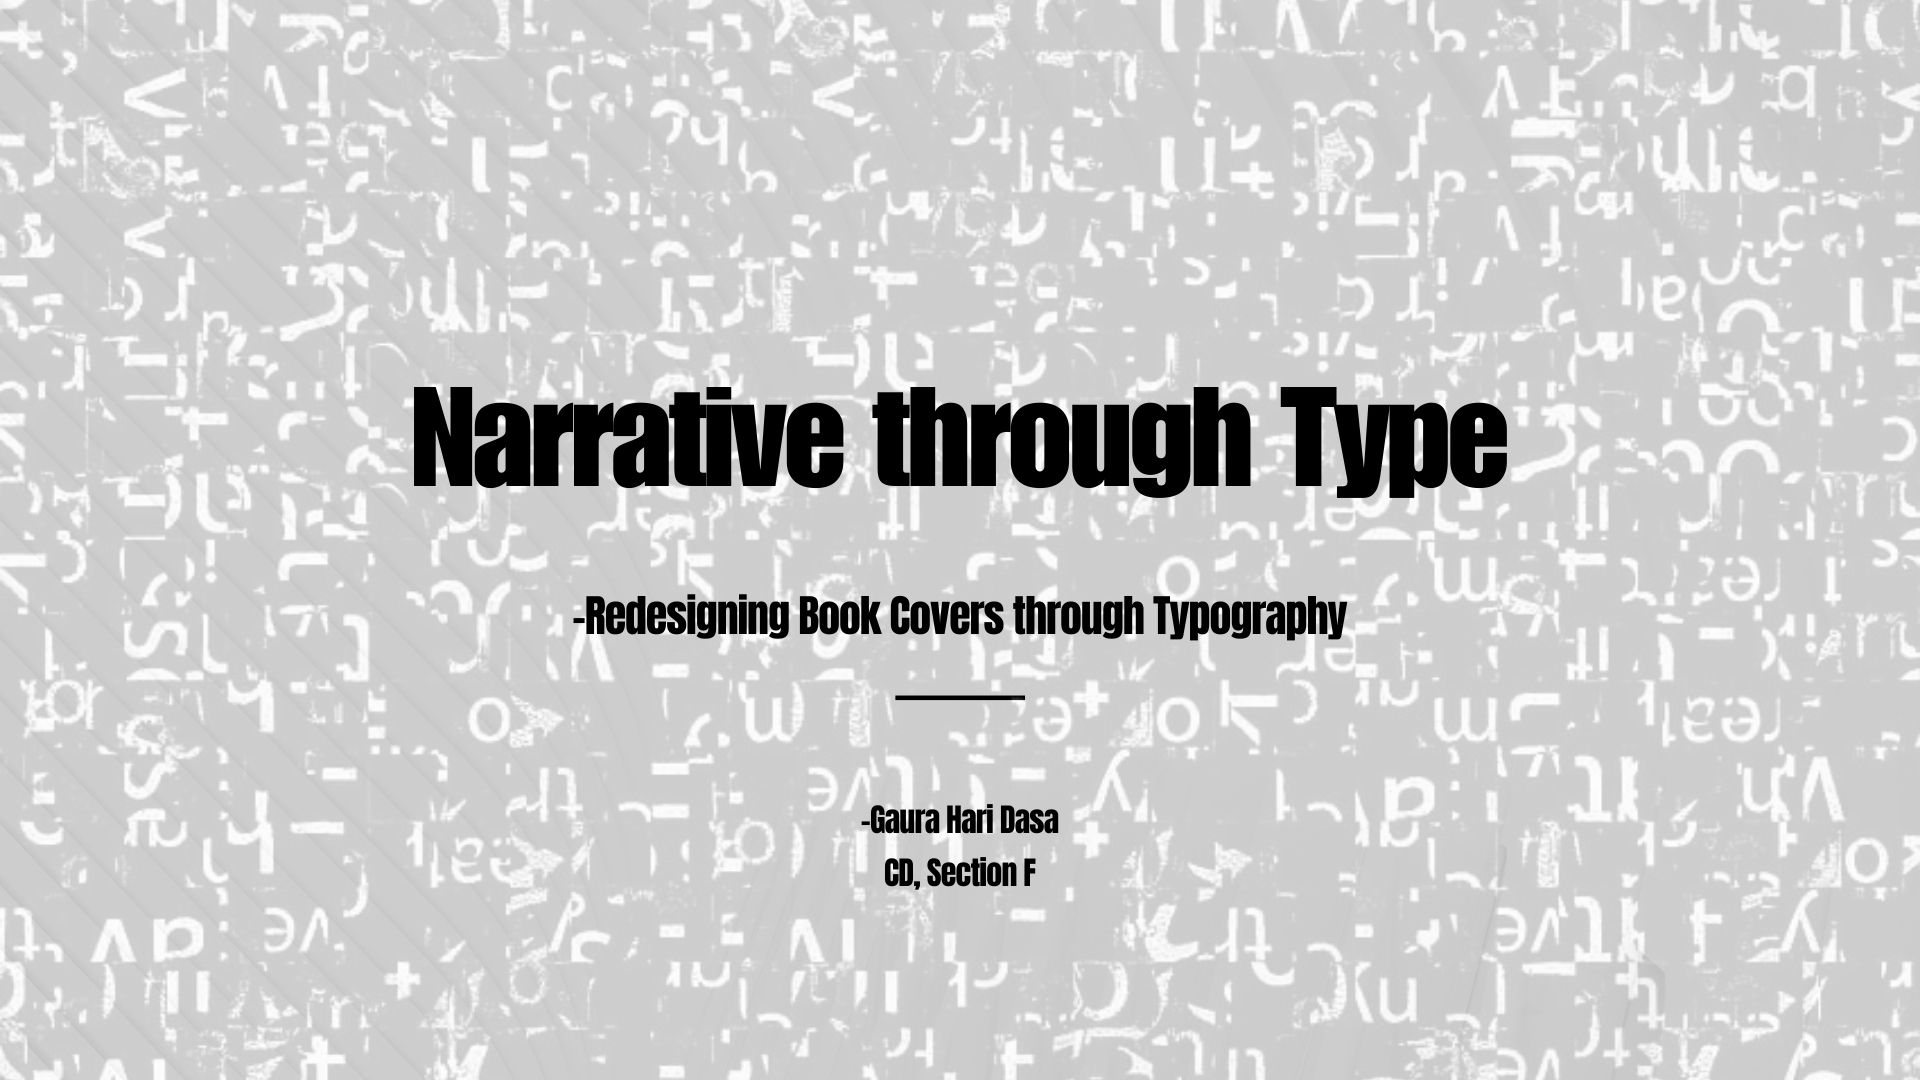 Narrative through Type
-Redesigning Book Covers through Typography
-Gaura Hari Dasa
CD, Section F